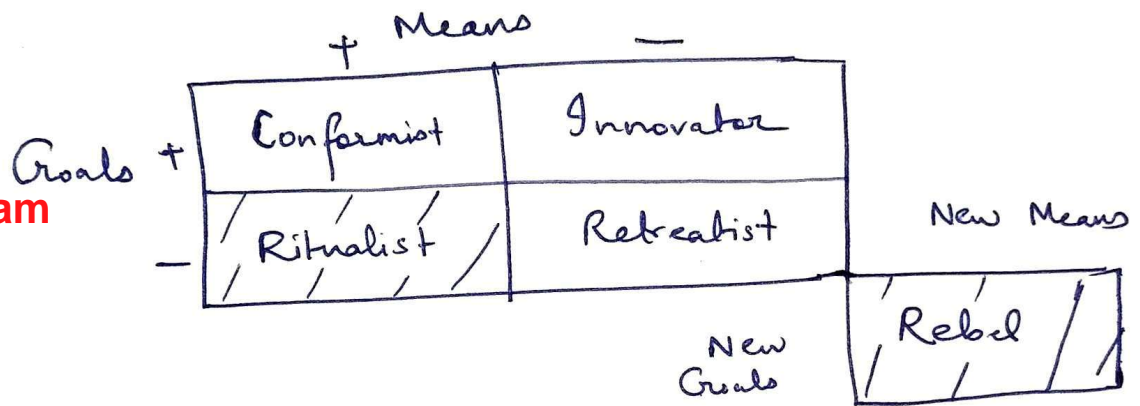 + Means —
Goals + Conformist Innovator
am
— Ritualist Retreatist
New Means
New Goals
Rebel